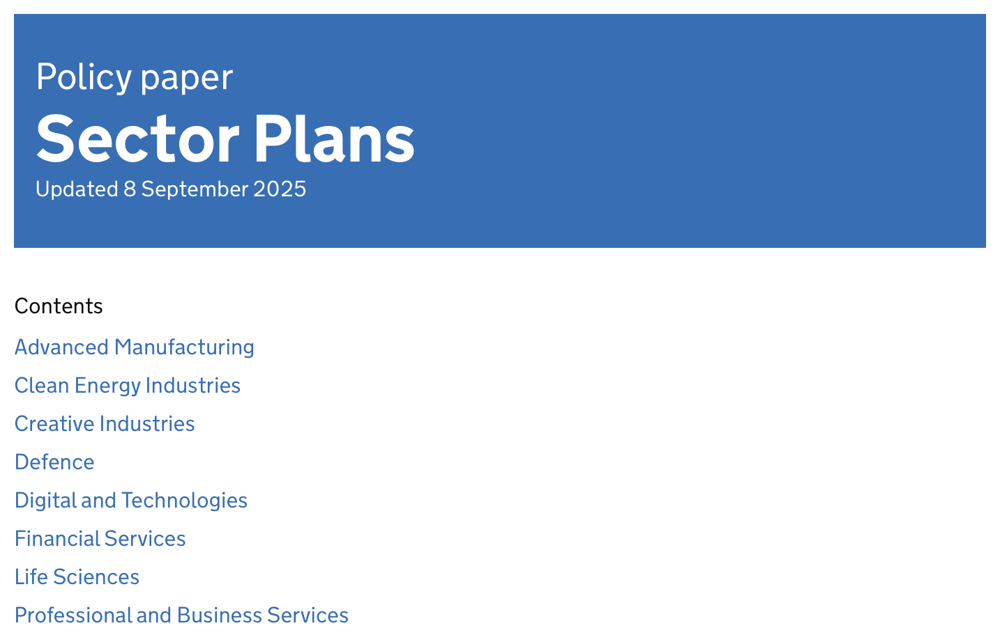 Policy paper
Sector Plans
Updated 8 September 2025
Contents
Advanced Manufacturing
Clean Energy Industries
Creative Industries
Defence
Digital and Technologies
Financial Services
Life Sciences
Professional and Business Services